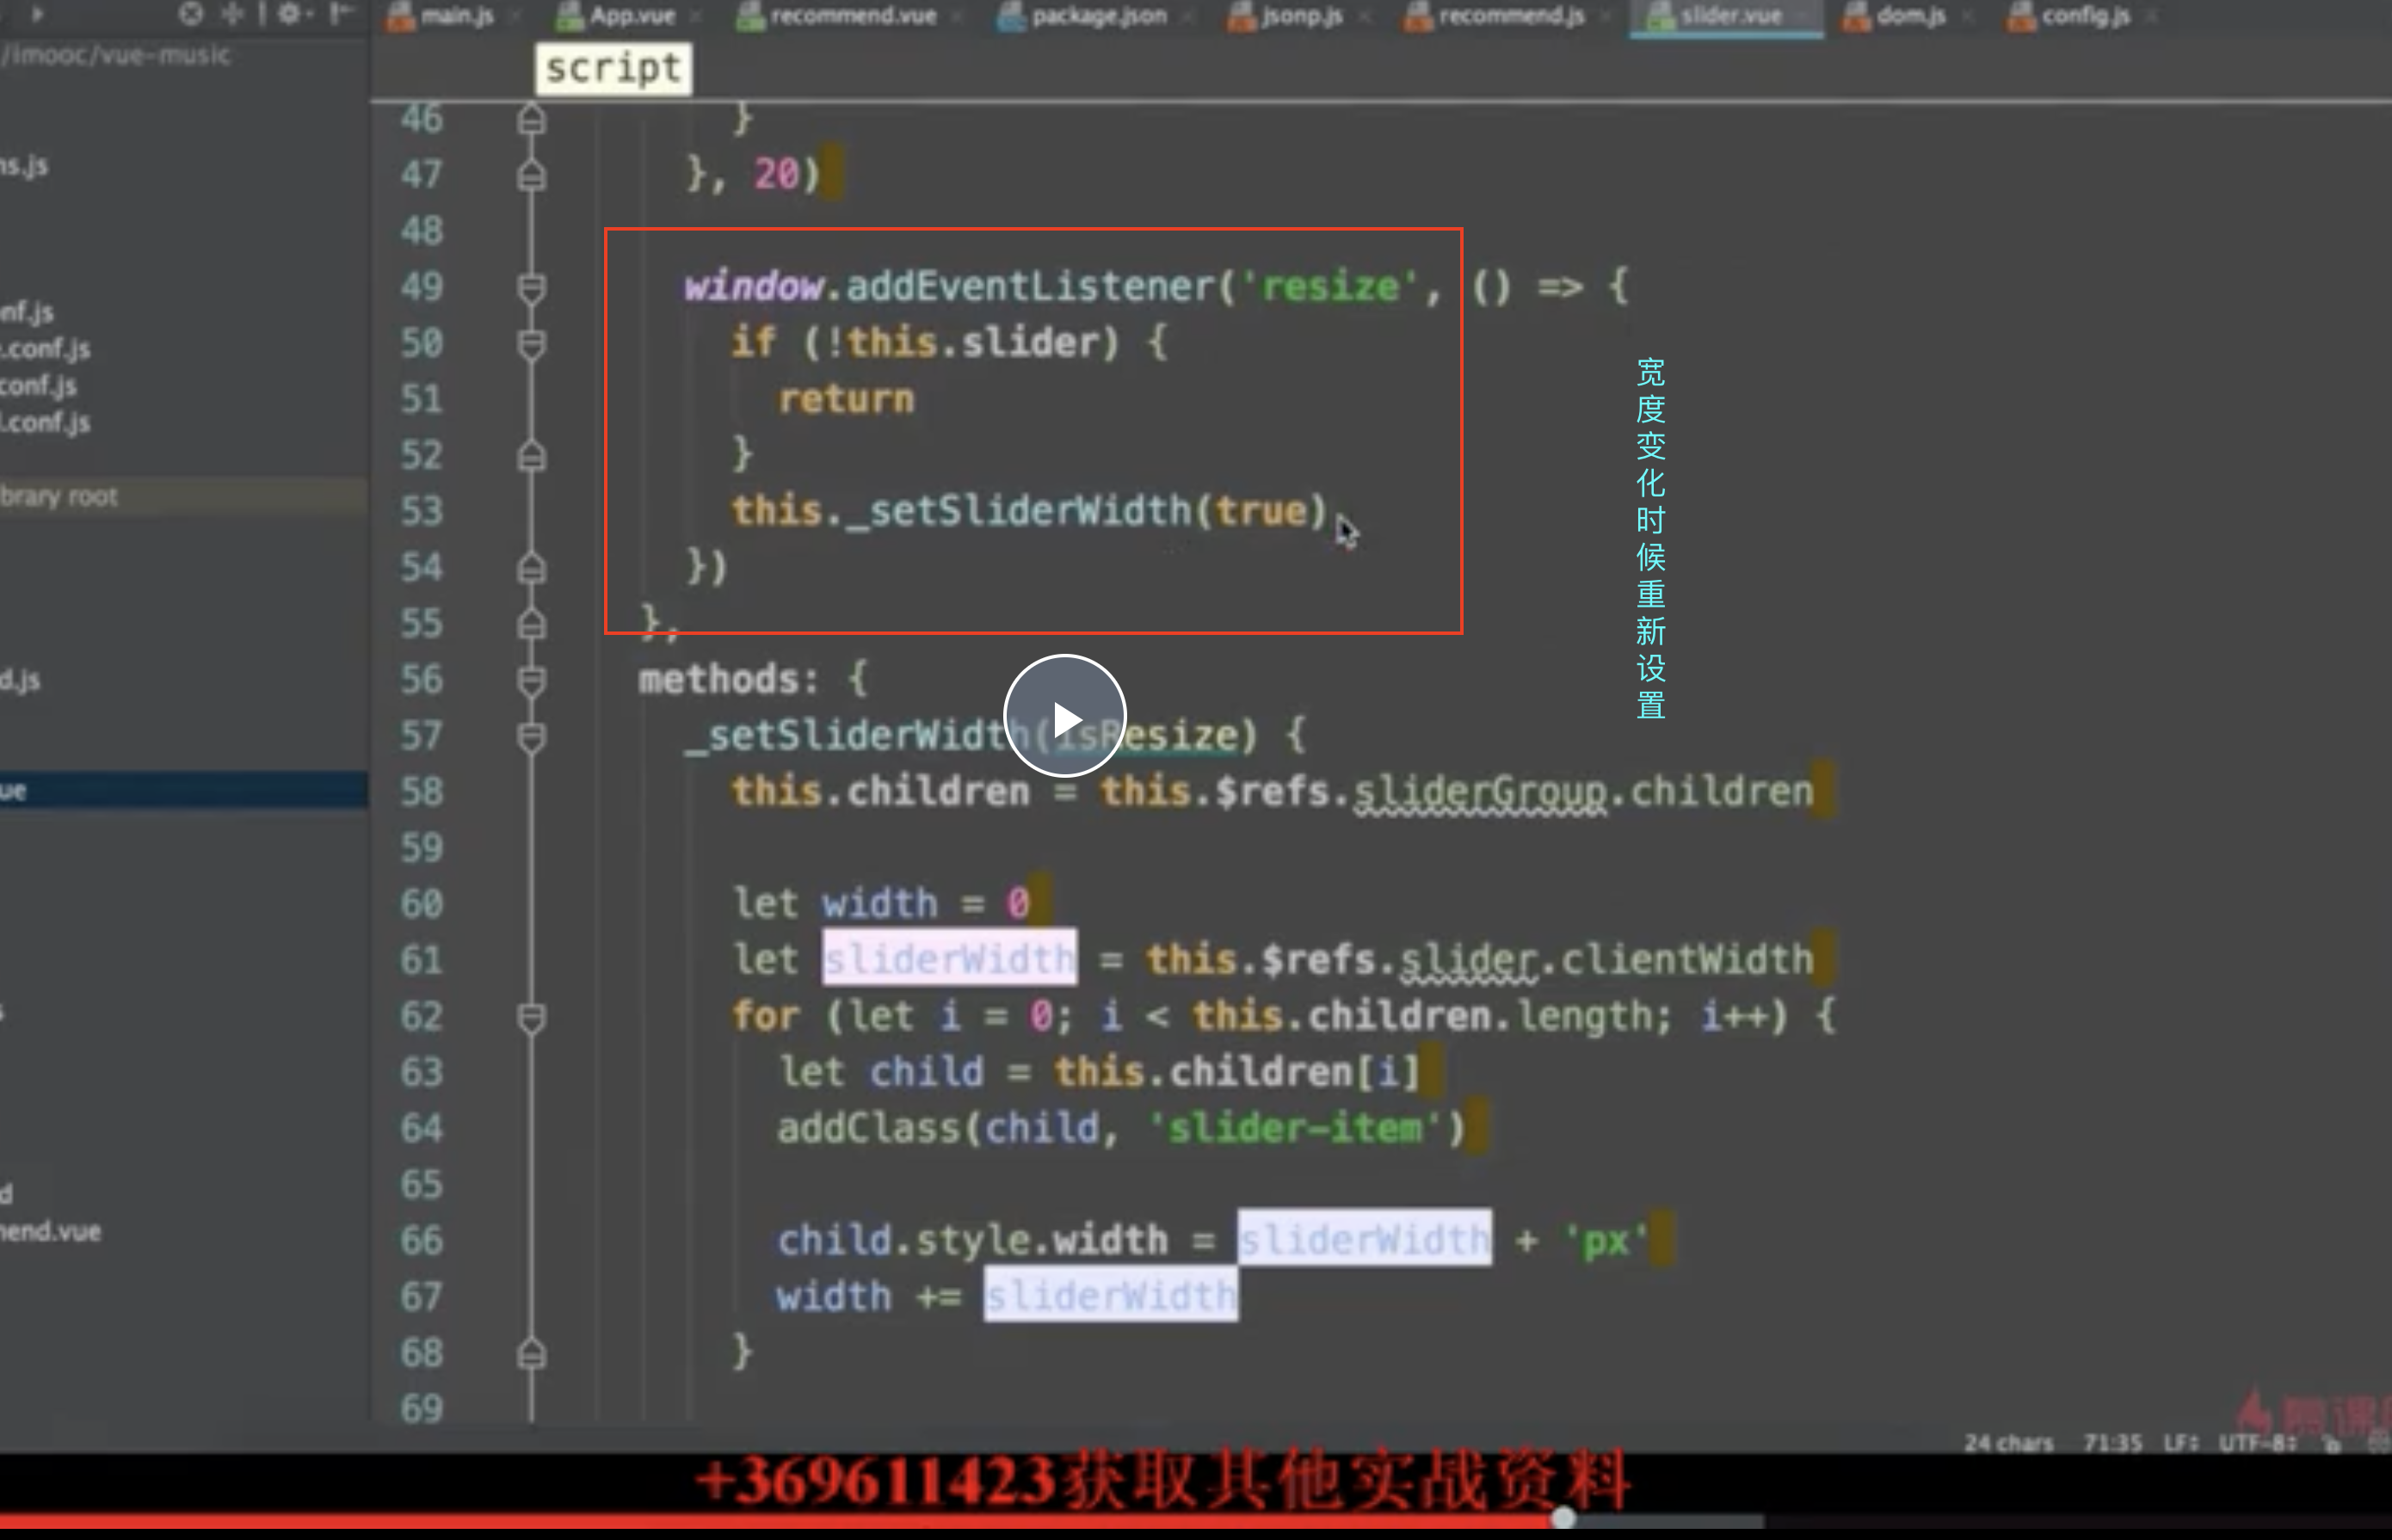 main.js App.vue recommend.vue package.json jsonp.js recommend.js slider.vue dom.js config.js
/imooc/vue-music
script
ns.js
nf.js
.conf.js
conf.js
l.conf.js
brary root
d.js
ue
d
nend.vue
46 }
47 }, 20)
48
49 window.addEventListener('resize', () => {
50 if (!this.slider) {
51 return
52 }
53 this._setSliderWidth(true)
54 })
55 },
56 methods: {
57 _setSliderWidth(isResize) {
58 this.children = this.$refs.sliderGroup.children
59
60 let width = 0
61 let sliderWidth = this.$refs.slider.clientWidth
62 for (let i = 0; i < this.children.length; i++) {
63 let child = this.children[i]
64 addClass(child, 'slider-item')
65
66 child.style.width = sliderWidth + 'px'
67 width += sliderWidth
68 }
69
宽度变化时候重新设置
24 chars 71:35 LF÷ UTF-8÷
+369611423获取其他实战资料